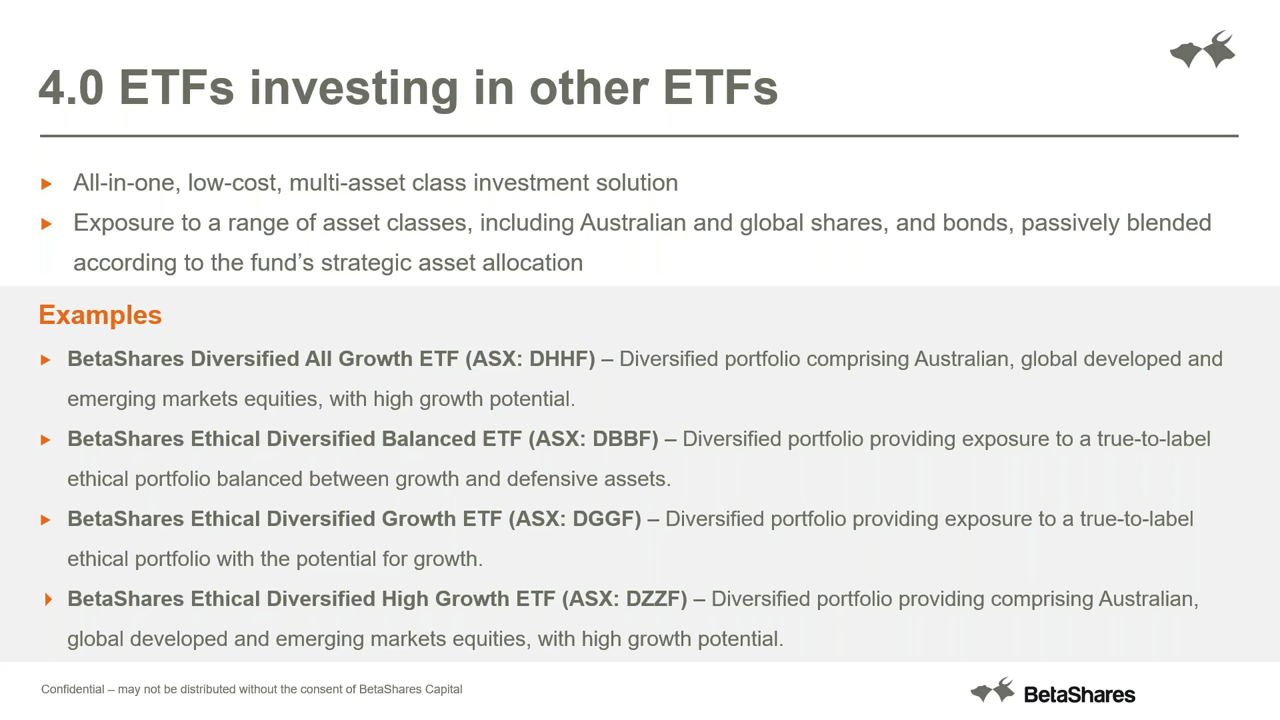 4.0 ETFs investing in other ETFs
All-in-one, low-cost, multi-asset class investment solution
Exposure to a range of asset classes, including Australian and global shares, and bonds, passively blended
according to the fund’s strategic asset allocation
Examples
BetaShares Diversified All Growth ETF (ASX: DHHF) – Diversified portfolio comprising Australian, global developed and
emerging markets equities, with high growth potential.
BetaShares Ethical Diversified Balanced ETF (ASX: DBBF) – Diversified portfolio providing exposure to a true-to-label
ethical portfolio balanced between growth and defensive assets.
BetaShares Ethical Diversified Growth ETF (ASX: DGGF) – Diversified portfolio providing exposure to a true-to-label
ethical portfolio with the potential for growth.
BetaShares Ethical Diversified High Growth ETF (ASX: DZZF) – Diversified portfolio providing comprising Australian,
global developed and emerging markets equities, with high growth potential.
Confidential – may not be distributed without the consent of BetaShares Capital
BetaShares